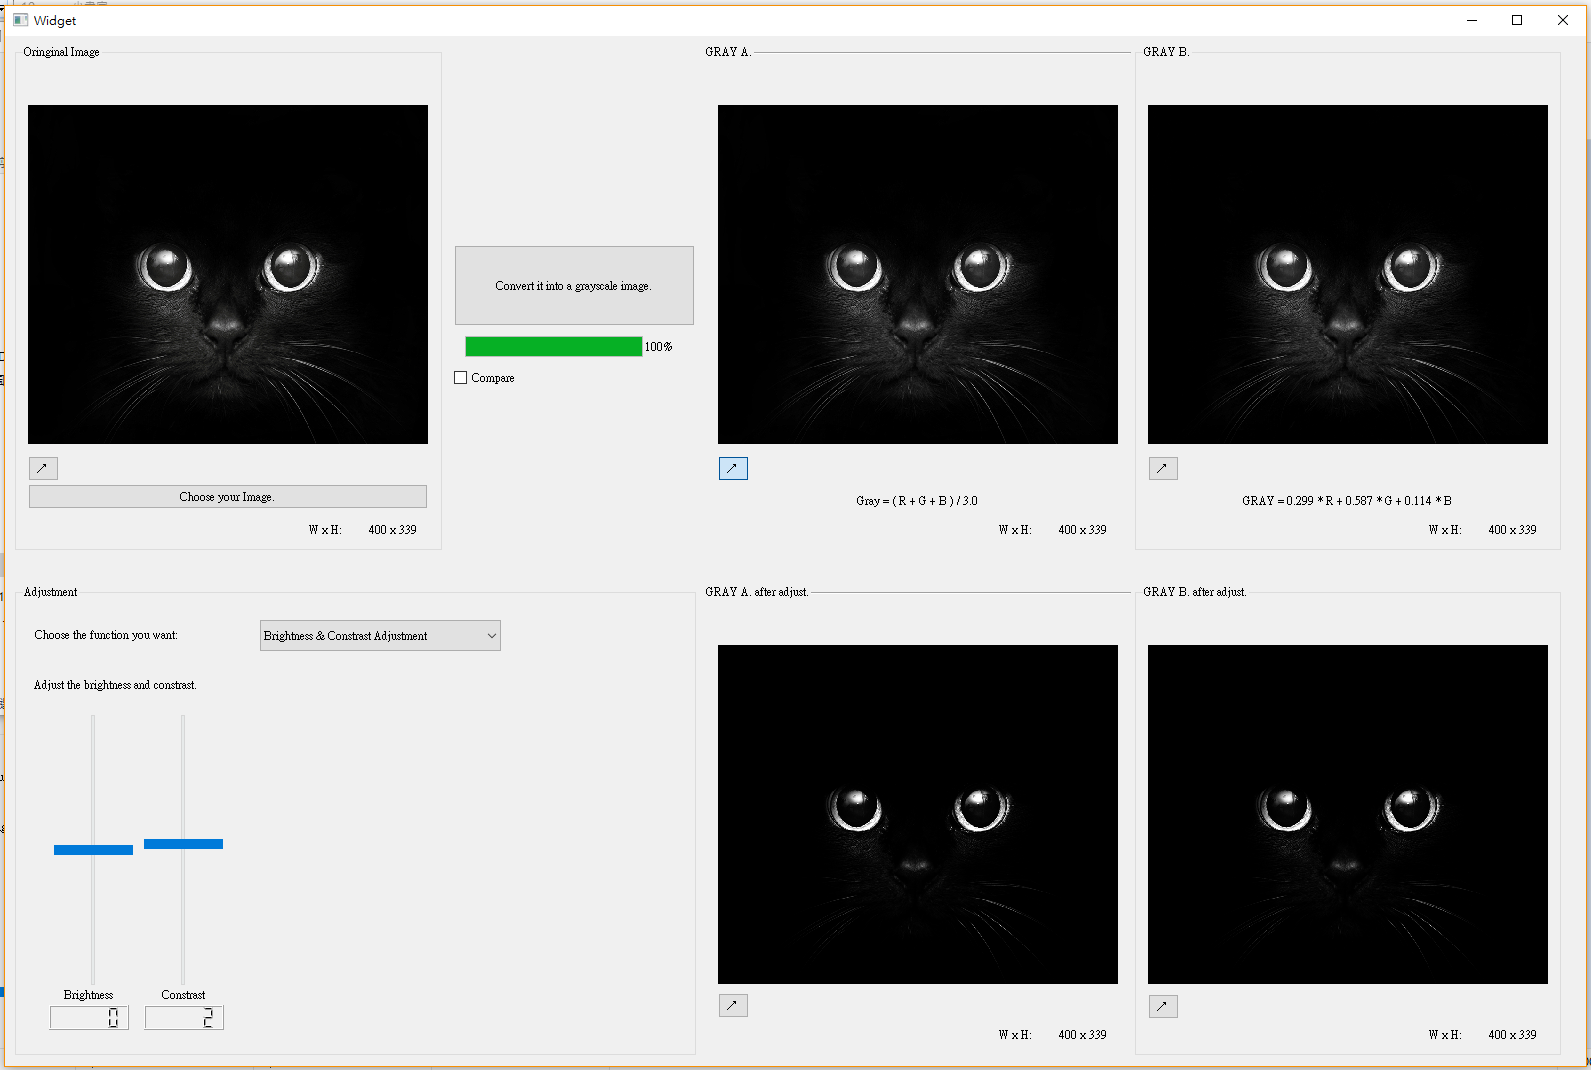 Widget
Oringinal Image
GRAY A.
GRAY B.
Convert it into a grayscale image.
100%
Compare
Choose your Image.
W x H: 400 x 339
Gray = ( R + G + B ) / 3.0
W x H: 400 x 339
GRAY = 0.299 * R + 0.587 * G + 0.114 * B
W x H: 400 x 339
Adjustment
Choose the function you want:
Brightness & Constrast Adjustment
Adjust the brightness and constrast.
Brightness
Constrast
0
2
GRAY A. after adjust.
W x H: 400 x 339
GRAY B. after adjust.
W x H: 400 x 339